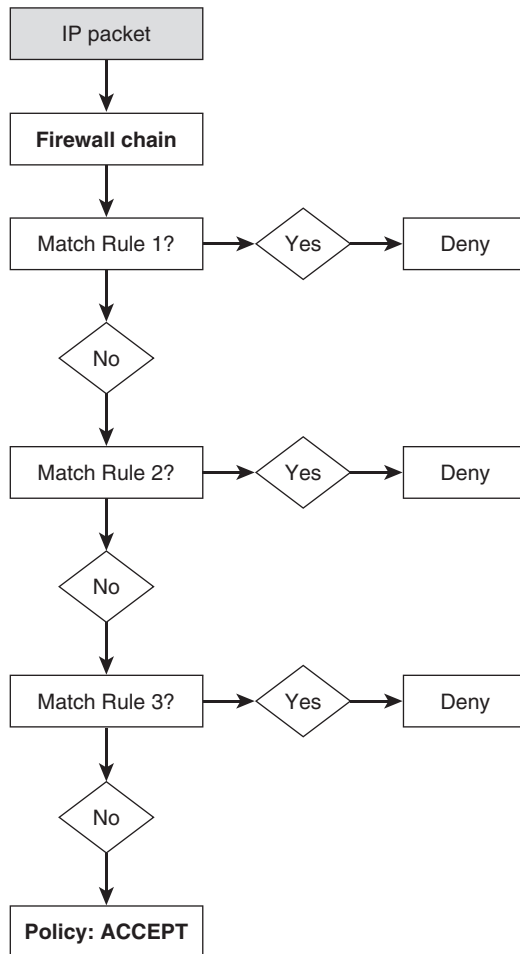 IP packet
Firewall chain
Match Rule 1?
Yes
Deny
No
Match Rule 2?
Yes
Deny
No
Match Rule 3?
Yes
Deny
No
Policy: ACCEPT